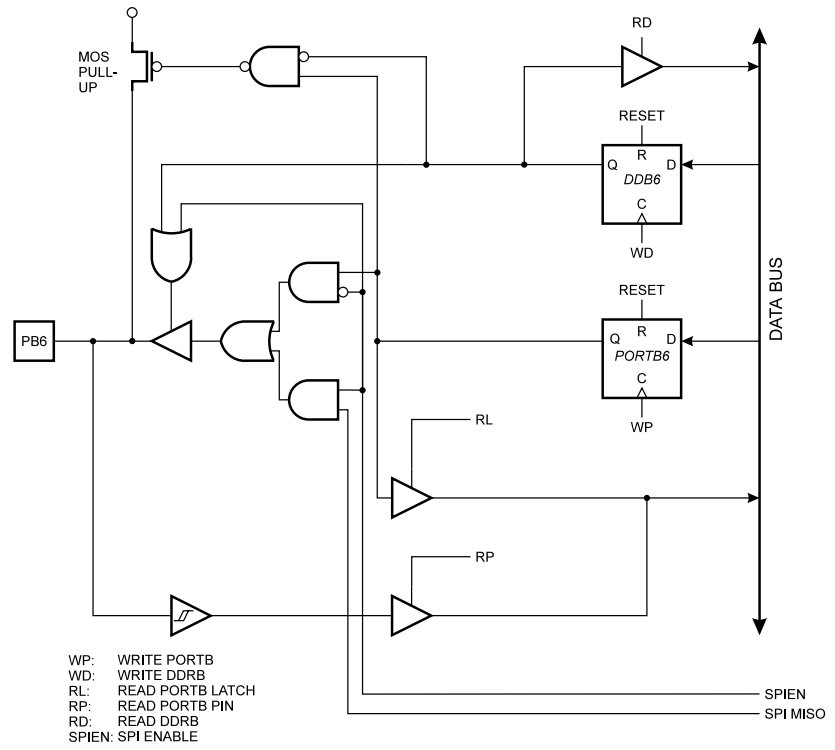 RD
MOS
PULL-
UP
RESET
R
Q
D
DDB6
C
WD
DATA BUS
RESET
R
Q
D
PB6
PORTB6
C
WP
RL
RP
WP: WRITE PORTB
WD: WRITE DDRB
RL: READ PORTB LATCH
RP: READ PORTB PIN
RD: READ DDRB
SPIEN: SPI ENABLE
SPIEN
SPI MISO